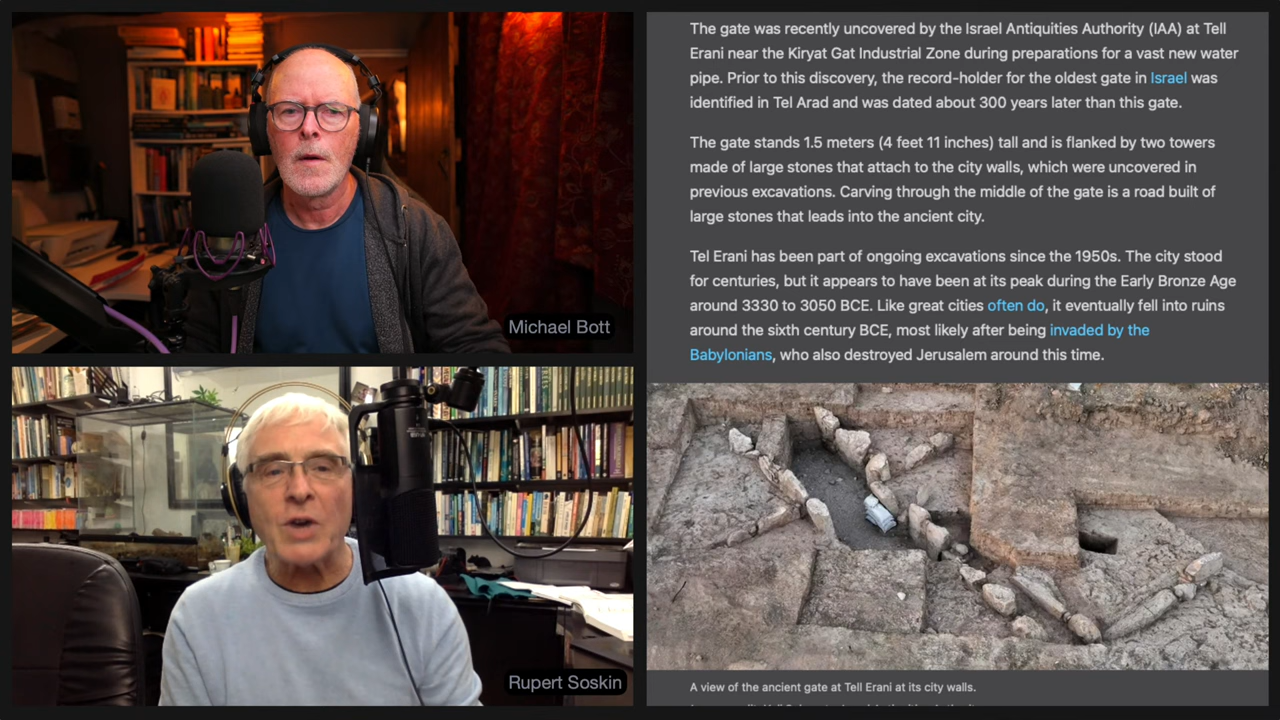 Michael Bott
Rupert Soskin
The gate was recently uncovered by the Israel Antiquities Authority (IAA) at Tell
Erani near the Kiryat Gat Industrial Zone during preparations for a vast new water
pipe. Prior to this discovery, the record-holder for the oldest gate in Israel was
identified in Tel Arad and was dated about 300 years later than this gate.
The gate stands 1.5 meters (4 feet 11 inches) tall and is flanked by two towers
made of large stones that attach to the city walls, which were uncovered in
previous excavations. Carving through the middle of the gate is a road built of
large stones that leads into the ancient city.
Tel Erani has been part of ongoing excavations since the 1950s. The city stood
for centuries, but it appears to have been at its peak during the Early Bronze Age
around 3330 to 3050 BCE. Like great cities often do, it eventually fell into ruins
around the sixth century BCE, most likely after being invaded by the
Babylonians, who also destroyed Jerusalem around this time.
A view of the ancient gate at Tell Erani at its city walls.